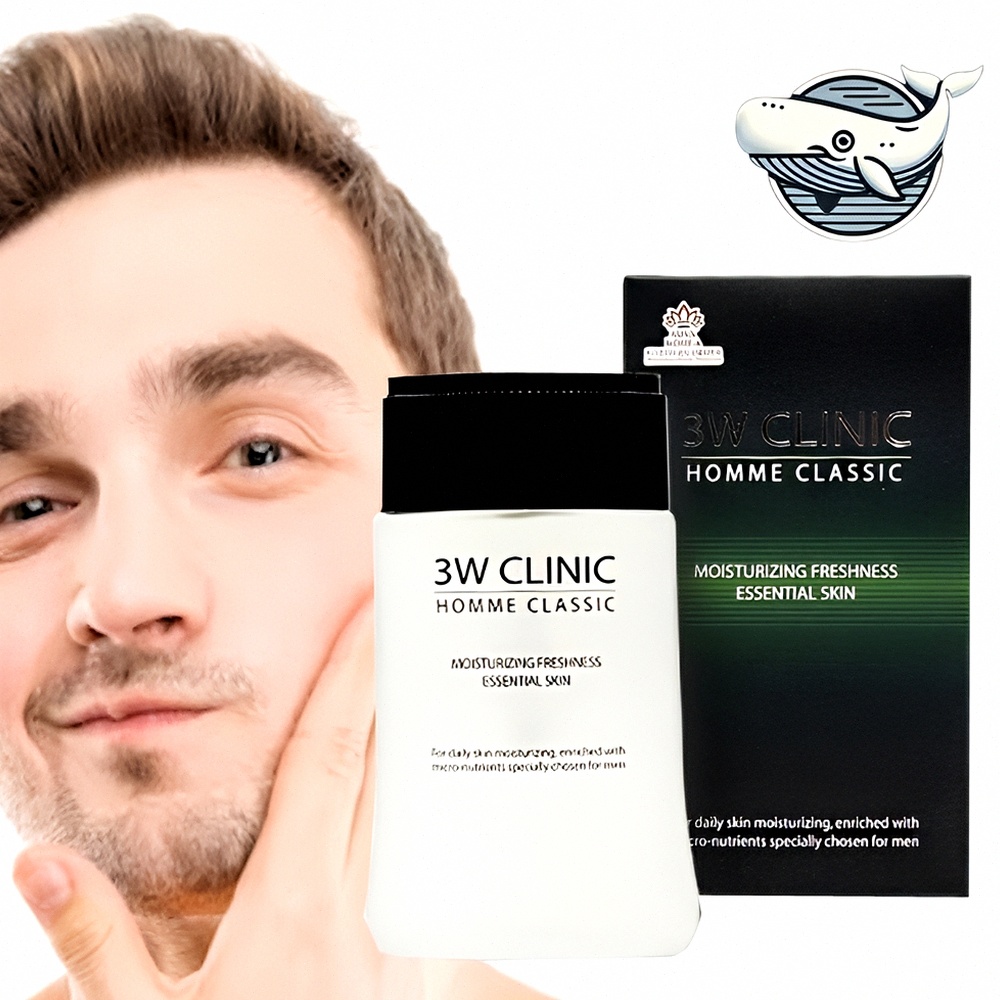 3W CLINIC
HOMME CLASSIC
MOISTURIZING FRESHNESS
ESSENTIAL SKIN
For daily skin moisturizing, enriched with
micro-nutrients specially chosen for men
3W CLINIC
HOMME CLASSIC
MOISTURIZING FRESHNESS
ESSENTIAL SKIN
r daily skin moisturizing, enriched with
cro-nutrients specially chosen for men